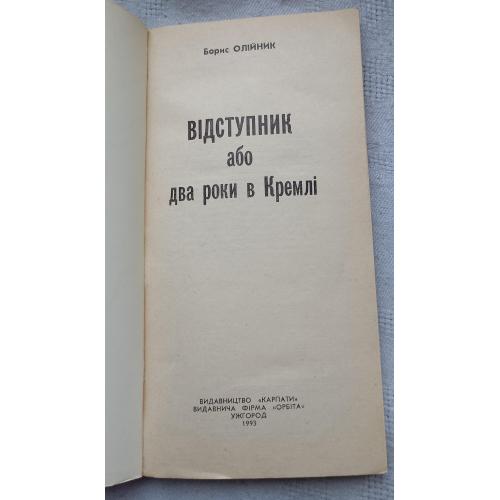 Борис ОЛІЙНИК
ВІДСТУПНИК
або
два роки в Кремлі
ВИДАВНИЦТВО «КАРПАТИ»
ВИДАВНИЧА ФІРМА «ОРБІТА»
УЖГОРОД
1993